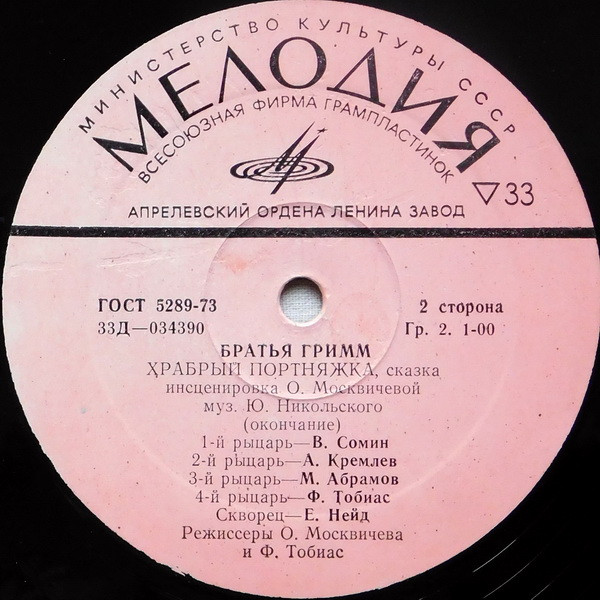 МИНИСТЕРСТВО КУЛЬТУРЫ СССР
МЕЛОДИЯ
ВСЕСОЮЗНАЯ ФИРМА ГРАМПЛАСТИНОК
▽33
АПРЕЛЕВСКИЙ ОРДЕНА ЛЕНИНА ЗАВОД
ГОСТ 5289-73
2 сторона
33Д—034390
Гр. 2. 1-00
БРАТЬЯ ГРИММ
ХРАБРЫЙ ПОРТНЯЖКА, сказка
инсценировка О. Москвичевой
муз. Ю. Никольского
(окончание)
1-й рыцарь—В. Сомин
2-й рыцарь—А. Кремлев
3-й рыцарь—М. Абрамов
4-й рыцарь—Ф. Тобиас
Скворец—Е. Нейд
Режиссеры О. Москвичева
и Ф. Тобиас